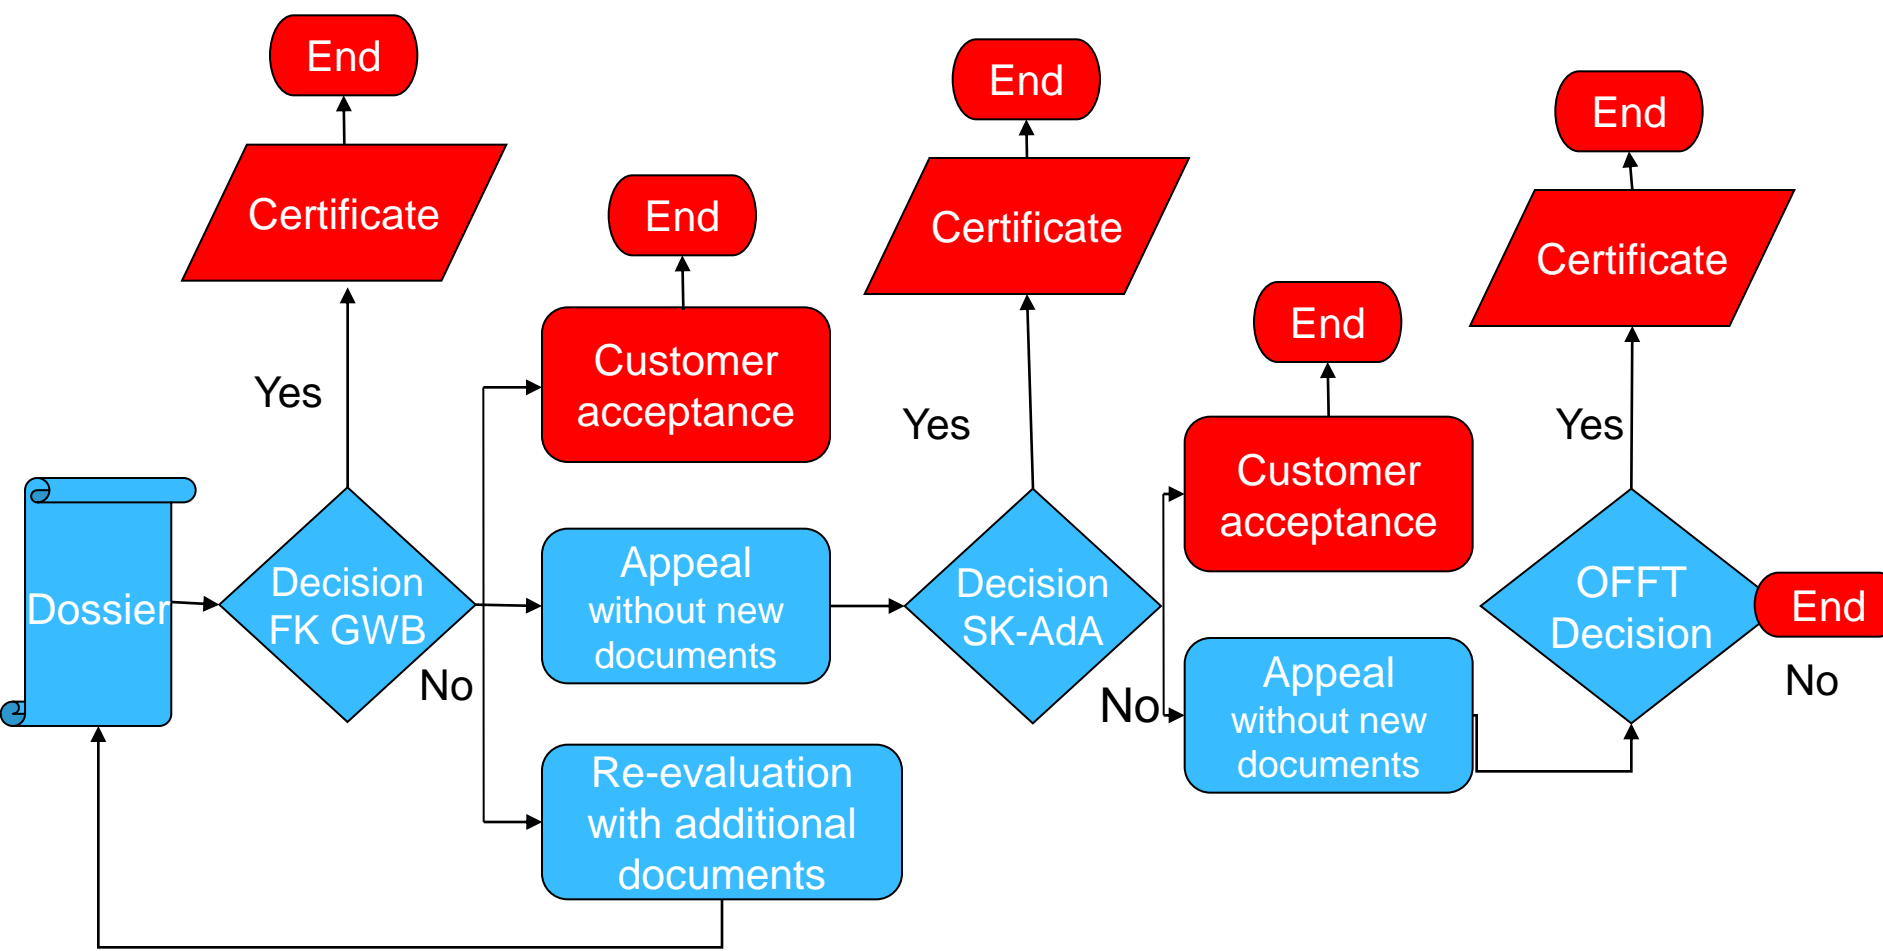 End
End
End
Certificate
End
Certificate
Certificate
End
Customer
acceptance
Yes
Yes
Yes
Customer
acceptance
Dossier
Decision
FK GWB
No
Appeal
without new
documents
Decision
SK-AdA
No
Appeal
without new
documents
OFFT
Decision
End
No
Re-evaluation
with additional
documents